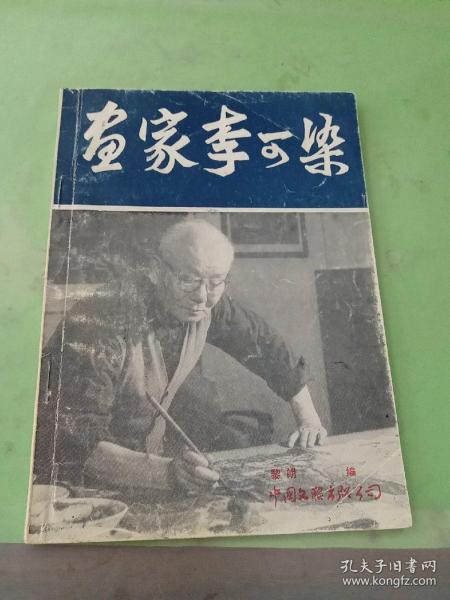 画家李可染
黎朗 编
中国文联出版公司
孔夫子旧书网
www.kongfz.com